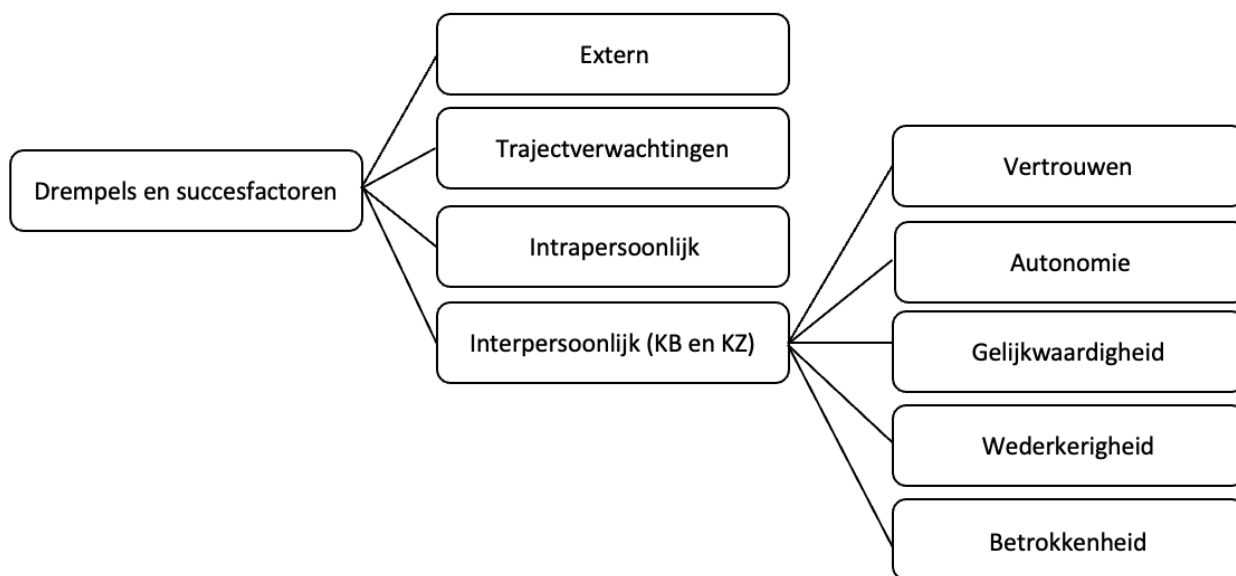 Drempels en succesfactoren
Extern
Trajectverwachtingen
Intrapersoonlijk
Interpersoonlijk (KB en KZ)
Vertrouwen
Autonomie
Gelijkwaardigheid
Wederkerigheid
Betrokkenheid